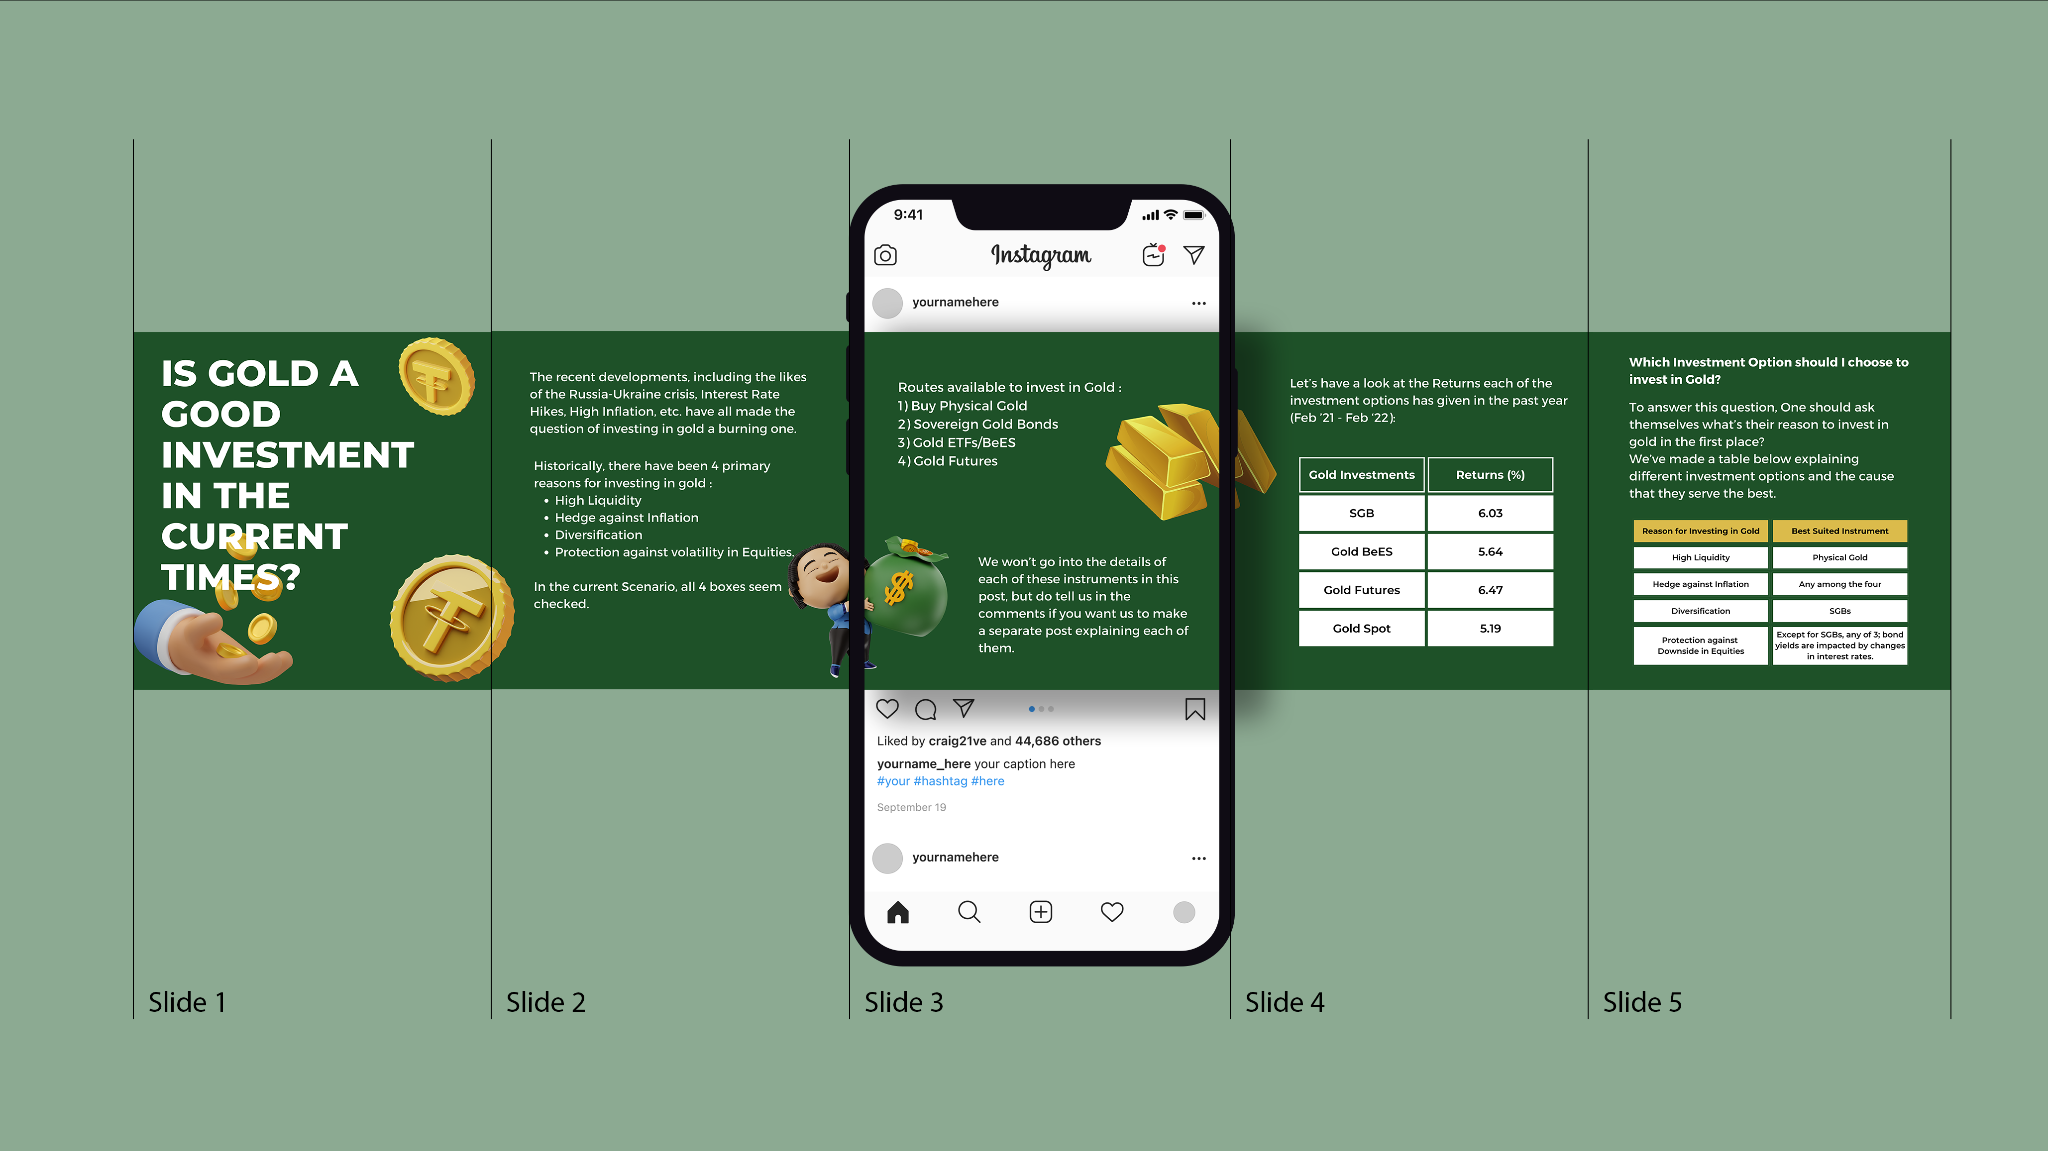 IS GOLD A
GOOD
INVESTMENT
IN THE
CURRENT
TIMES?
The recent developments, including the likes
of the Russia-Ukraine crisis, Interest Rate
Hikes, High Inflation, etc. have all made the
question of investing in gold a burning one.
Historically, there have been 4 primary
reasons for investing in gold :
• High Liquidity
• Hedge against Inflation
• Diversification
• Protection against volatility in Equities.
In the current Scenario, all 4 boxes seem
checked.
9:41
Instagram
yournamehere
Routes available to invest in Gold :
1) Buy Physical Gold
2) Sovereign Gold Bonds
3) Gold ETFs/BeES
4) Gold Futures
We won't go into the details of
each of these instruments in this
post, but do tell us in the
comments if you want us to make
a separate post explaining each of
them.
Liked by craig21ve and 44,686 others
yourname_here your caption here
#your #hashtag #here
September 19
yournamehere
Let's have a look at the Returns each of the
investment options has given in the past year
(Feb '21 - Feb '22):
Gold Investments Returns (%)
SGB 6.03
Gold BeES 5.64
Gold Futures 6.47
Gold Spot 5.19
Which Investment Option should I choose to
invest in Gold?
To answer this question, One should ask
themselves what's their reason to invest in
gold in the first place?
We've made a table below explaining
different investment options and the cause
that they serve the best.
Reason for Investing in Gold Best Suited Instrument
High Liquidity Physical Gold
Hedge against Inflation Any among the four
Diversification SGBs
Protection against
Downside in Equities
Except for SGBs, any of 3; bond
yields are impacted by changes
in interest rates.
Slide 1
Slide 2
Slide 3
Slide 4
Slide 5